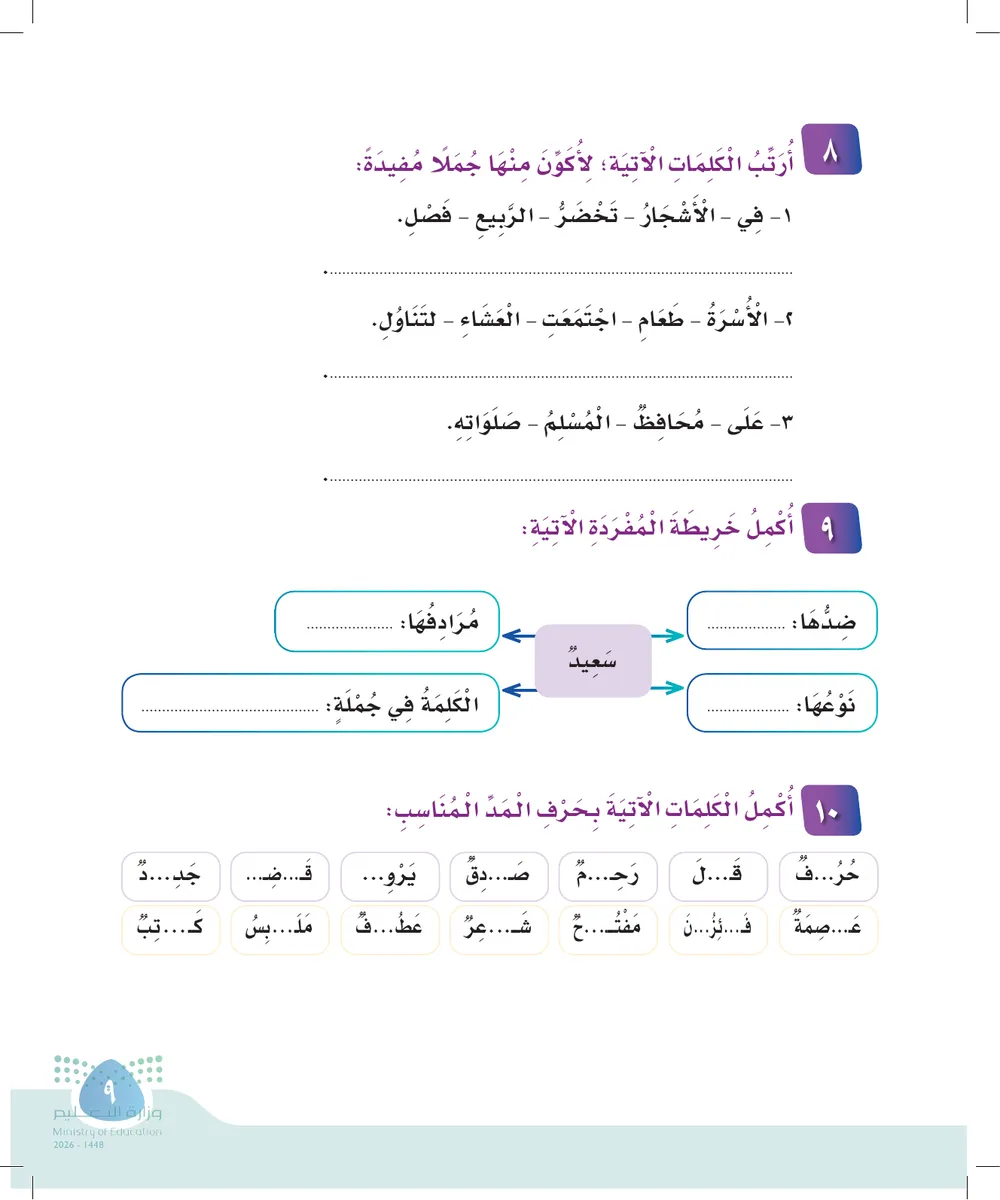 ٨
أُرَتِّبُ الْكَلِمَاتِ الْآتِيَة؛ لِأُكَوِّنَ مِنْهَا جُمَلًا مُفِيدَةً:
١- فِي - الْأَشْجَارُ - تَخْضَرُّ - الرَّبِيعِ - فَصْلِ.
.................................................................................................................
٢- الْأُسْرَةُ - طَعَامِ - اجْتَمَعَتِ - الْعَشَاءِ - لتَنَاوُلِ.
.................................................................................................................
٣- عَلَى - مُحَافِظٌ - الْمُسْلِمُ - صَلَوَاتِهِ.
.................................................................................................................
٩
أُكْمِلُ خَرِيطَةَ الْمُفْرَدَةِ الْآتِيَةِ:
ضِدُّهَا: ...................
مُرَادِفُهَا: .....................
سَعِيدٌ
نَوْعُهَا: ....................
الْكَلِمَةُ فِي جُمْلَةٍ: ...........................................
١٠
أُكْمِلُ الْكَلِمَاتِ الْآتِيَةَ بِحَرْفِ الْمَدِّ الْمُنَاسِبِ:
حُرُ...فٌ قَـ...لَ رَحِـ...مٌ صَـ...دِقٌ يَرْوِ... قَـ...ضِـ... جَدِ...دٌ
عَـ...صِمَةٌ فَـ...ئِزُ...نَ مَفْتُـ...حٌ شَـ...عِرٌ عَطُ...فٌ مَلَـ...بِسُ كَـ...تِبٌ
٩
وزارة التعليم
Ministry of Education
2026 - 1448